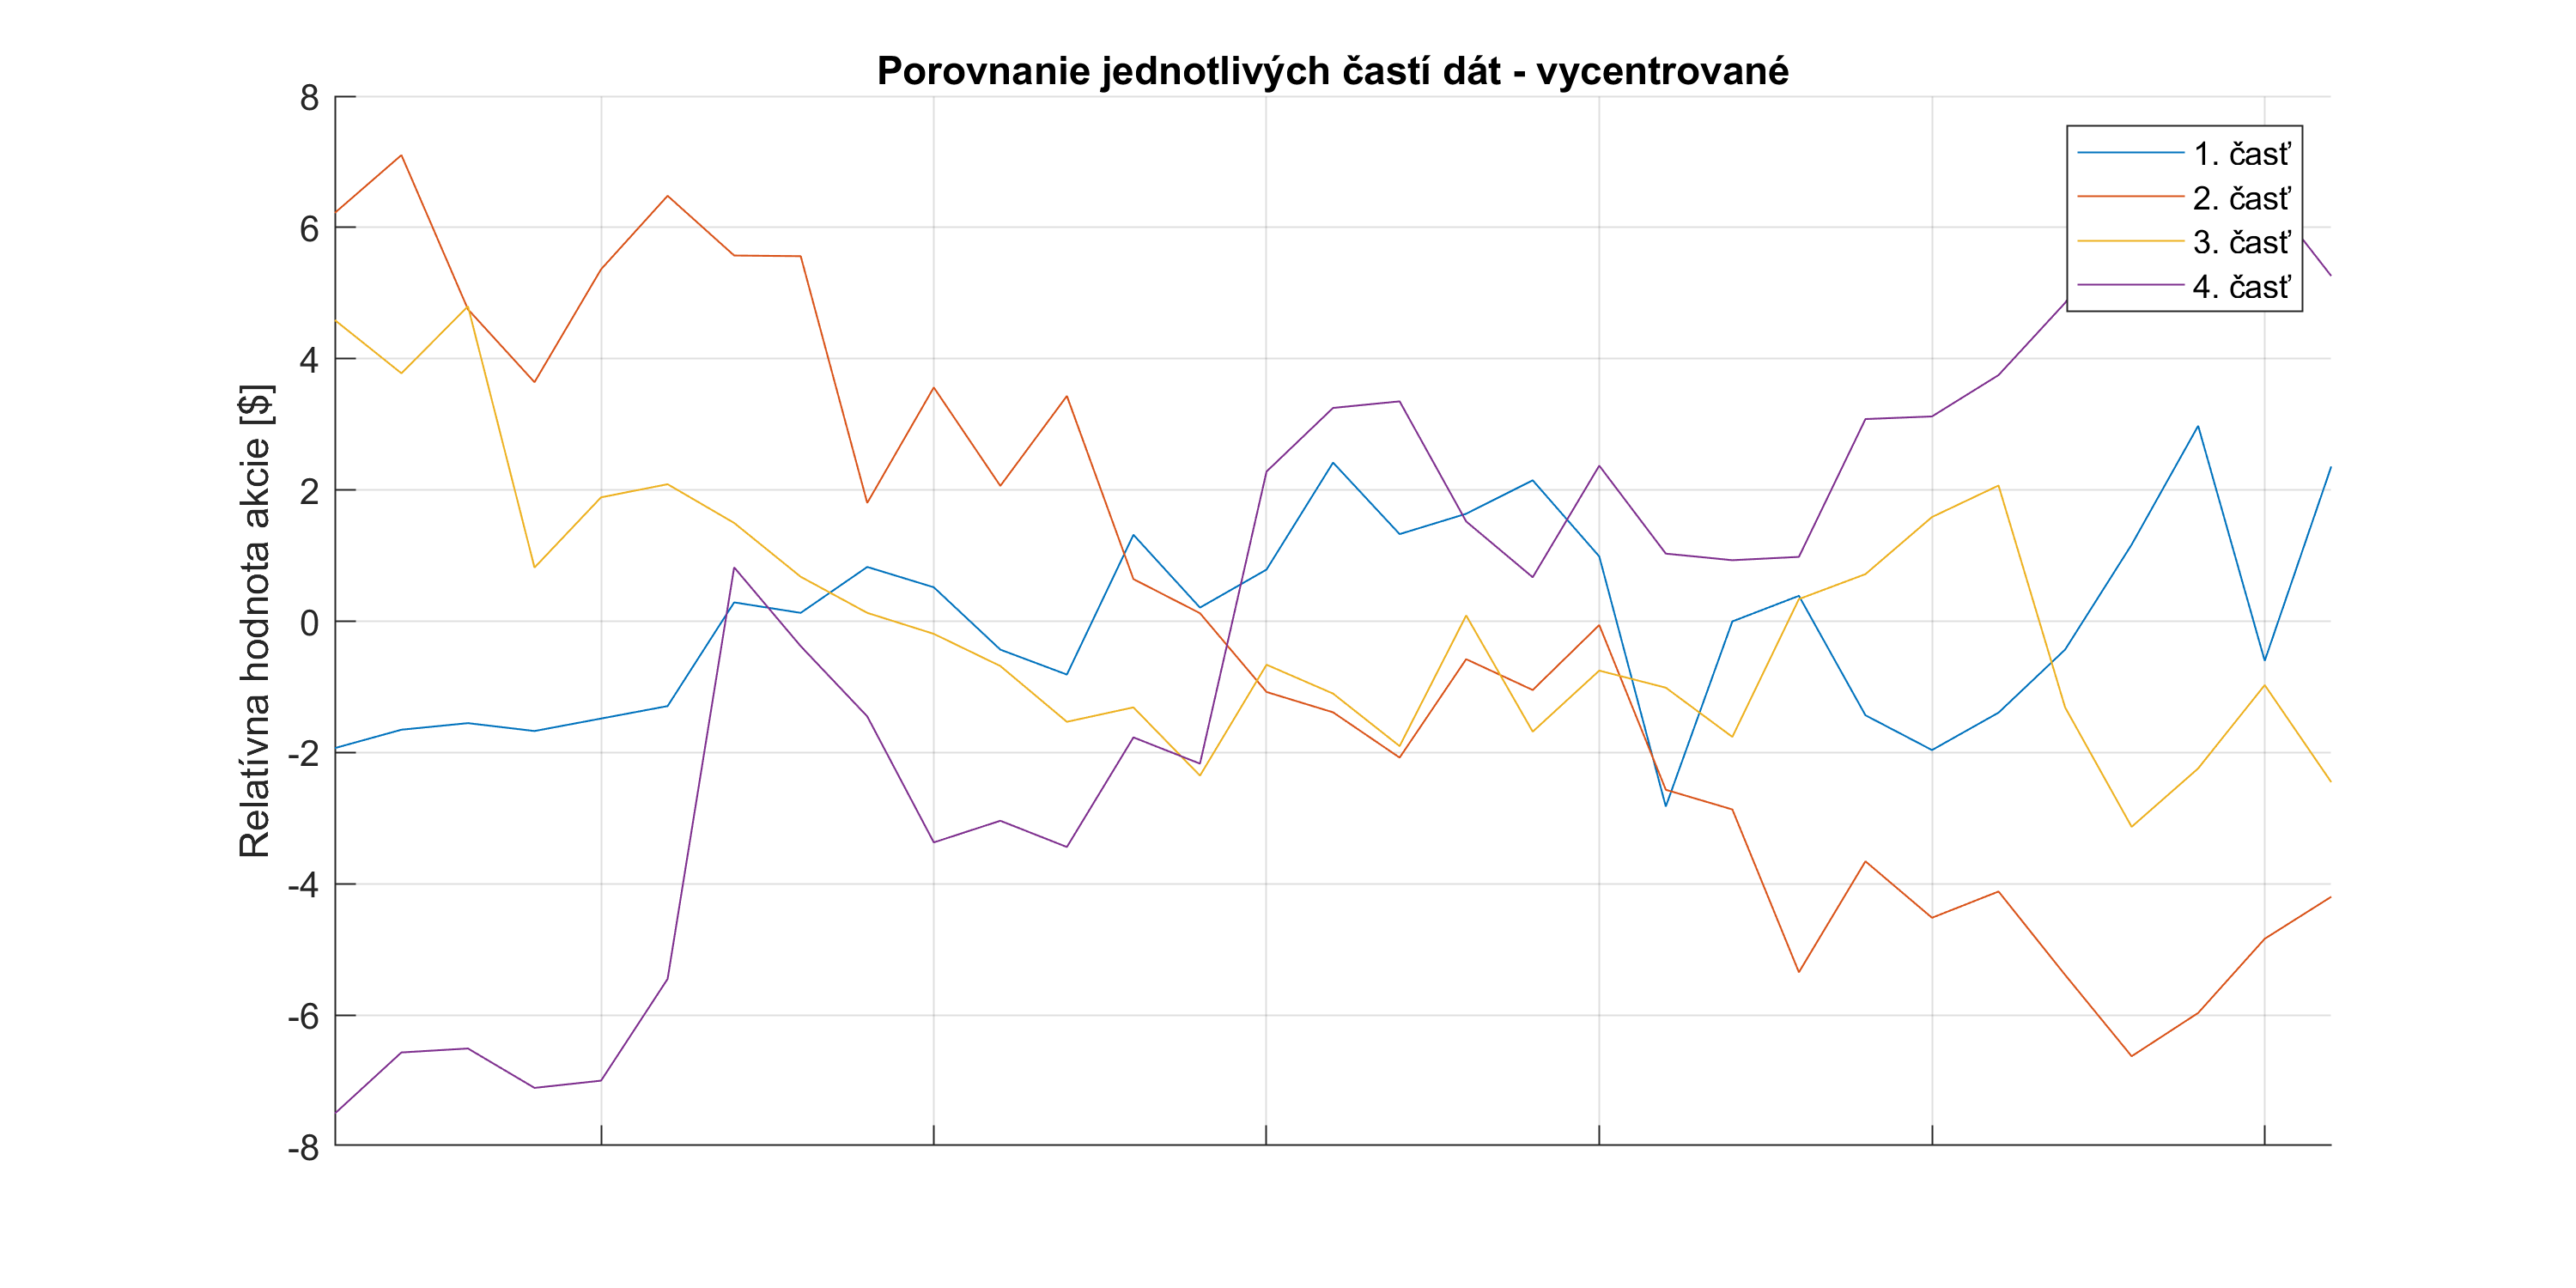 Porovnanie jednotlivých častí dát - vycentrované
8
6
4
2
0
-2
-4
-6
-8
Relatívna hodnota akcie [$]
1. časť
2. časť
3. časť
4. časť